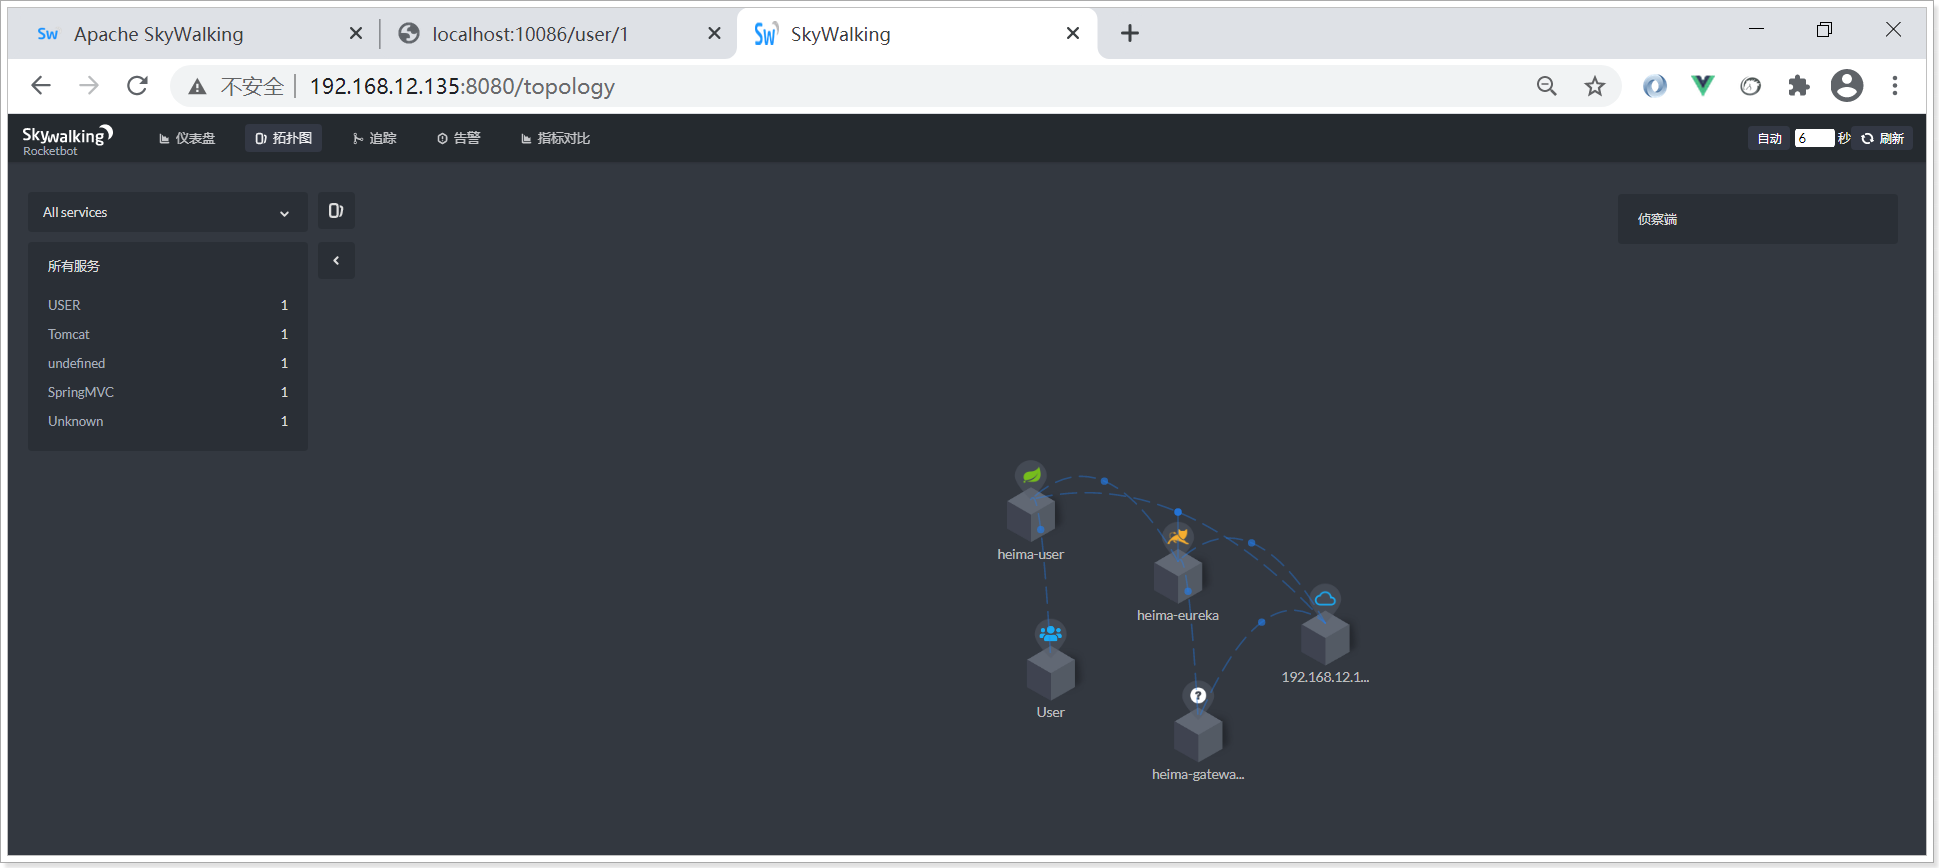 Sw Apache SkyWalking
localhost:10086/user/1
Sw SkyWalking
不安全 192.168.12.135:8080/topology
Skywalking
Rocketbot
仪表盘
拓扑图
追踪
告警
指标对比
自动 6 秒 刷新
All services
侦察端
所有服务
USER 1
Tomcat 1
undefined 1
SpringMVC 1
Unknown 1
heima-user
heima-eureka
192.168.12.1...
User
?
heima-gatewa...